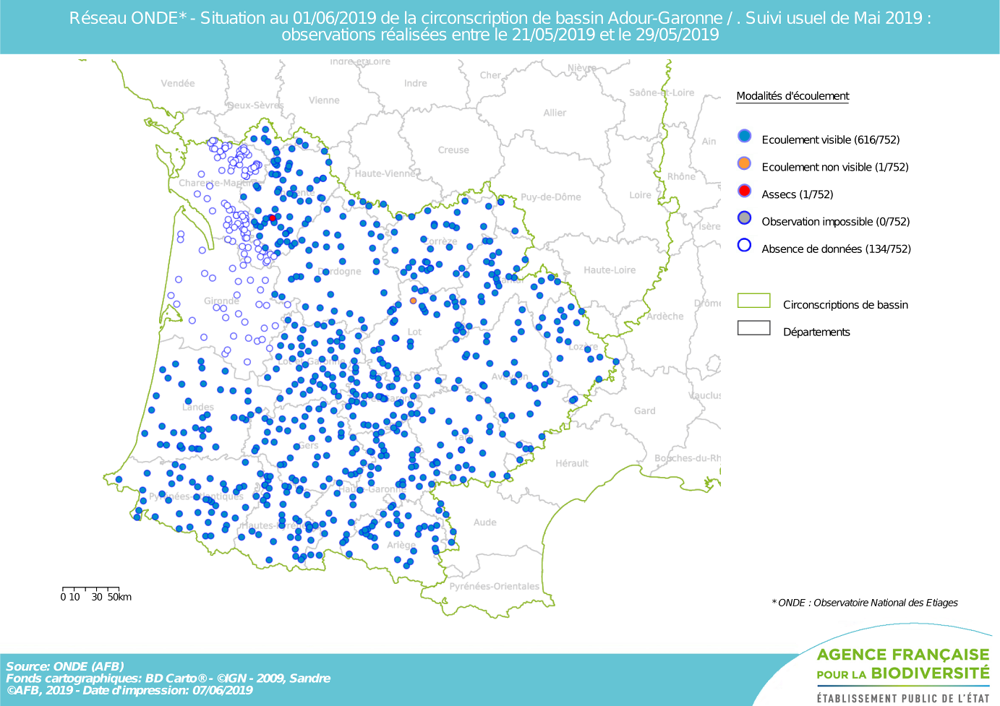 Réseau ONDE* - Situation au 01/06/2019 de la circonscription de bassin Adour-Garonne / . Suivi usuel de Mai 2019 :
observations réalisées entre le 21/05/2019 et le 29/05/2019
Indre-et-Loire
Nièvre
Cher
Vendée
Indre
Saône-et-Loire
Deux-Sèvres
Vienne
Allier
Ain
Creuse
Haute-Vienne
Rhône
Charente-Maritime
Puy-de-Dôme
Loire
Isère
Corrèze
Dordogne
Haute-Loire
Cantal
Gironde
Drôme
Ardèche
Lot
Lozère
Lot-et-Garonne
Aveyron
Landes
Gard
Tarn
Gers
Hérault
Haute-Garonne
Pyrénées-Atlantiques
Aude
Hautes-Pyrénées
Ariège
Pyrénées-Orientales
Modalités d'écoulement
Ecoulement visible (616/752)
Ecoulement non visible (1/752)
Assecs (1/752)
Observation impossible (0/752)
Absence de données (134/752)
Circonscriptions de bassin
Départements
0 10 30 50km
* ONDE : Observatoire National des Etiages
Source: ONDE (AFB)
Fonds cartographiques: BD Carto® - ©IGN - 2009, Sandre
©AFB, 2019 - Date d'impression: 07/06/2019
AGENCE FRANÇAISE
POUR LA BIODIVERSITÉ
ÉTABLISSEMENT PUBLIC DE L'ÉTAT